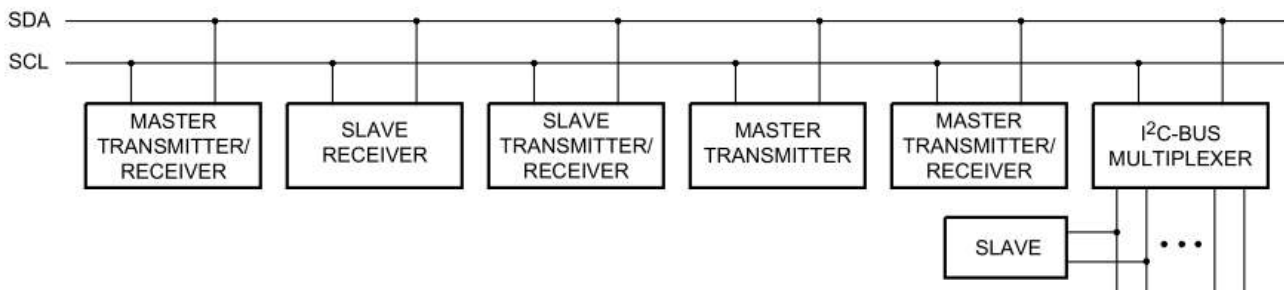 SDA
SCL
MASTER
TRANSMITTER/
RECEIVER
SLAVE
RECEIVER
SLAVE
TRANSMITTER/
RECEIVER
MASTER
TRANSMITTER
MASTER
TRANSMITTER/
RECEIVER
I²C-BUS
MULTIPLEXER
SLAVE